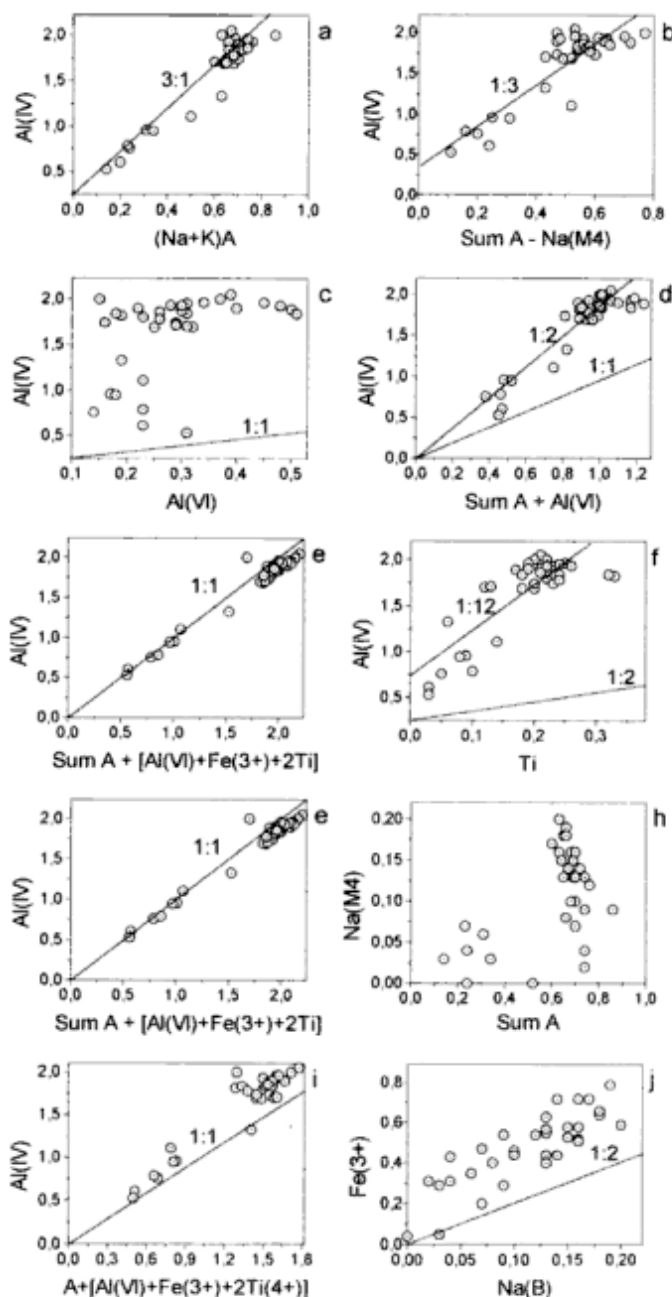 a
Al(IV)
2,0
1,5
1,0
0,5
3:1
0,0 0,2 0,4 0,6 0,8 1,0
(Na+K)A
b
Al(IV)
2,0
1,5
1,0
0,5
0,0
1:3
0,0 0,2 0,4 0,6 0,8
Sum A - Na(M4)
c
Al(IV)
2,0
1,5
1,0
0,5
1:1
0,1 0,2 0,3 0,4 0,5
Al(VI)
d
Al(IV)
2,0
1,5
1,0
0,5
0,0
1:2
1:1
0,0 0,4 0,8 1,2
Sum A + Al(VI)
e
Al(IV)
2,0
1,5
1,0
0,5
0,0
1:1
0,0 0,5 1,0 1,5 2,0
Sum A + [Al(VI)+Fe(3+)+2Ti]
f
Al(IV)
2,0
1,5
1,0
0,5
1:12
1:2
0,0 0,1 0,2 0,3
Ti
e
Al(IV)
2,0
1,5
1,0
0,5
0,0
1:1
0,0 0,5 1,0 1,5 2,0
Sum A + [Al(VI)+Fe(3+)+2Ti]
h
Na(M4)
0,20
0,15
0,10
0,05
0,00
0,0 0,2 0,4 0,6 0,8 1,0
Sum A
i
Al(IV)
2,0
1,5
1,0
0,5
0,0
1:1
0,0 0,3 0,6 0,9 1,2 1,5 1,8
A+[Al(VI)+Fe(3+)+2Ti(4+)]
j
Fe(3+)
0,8
0,6
0,4
0,2
0,0
1:2
0,00 0,05 0,10 0,15 0,20
Na(B)